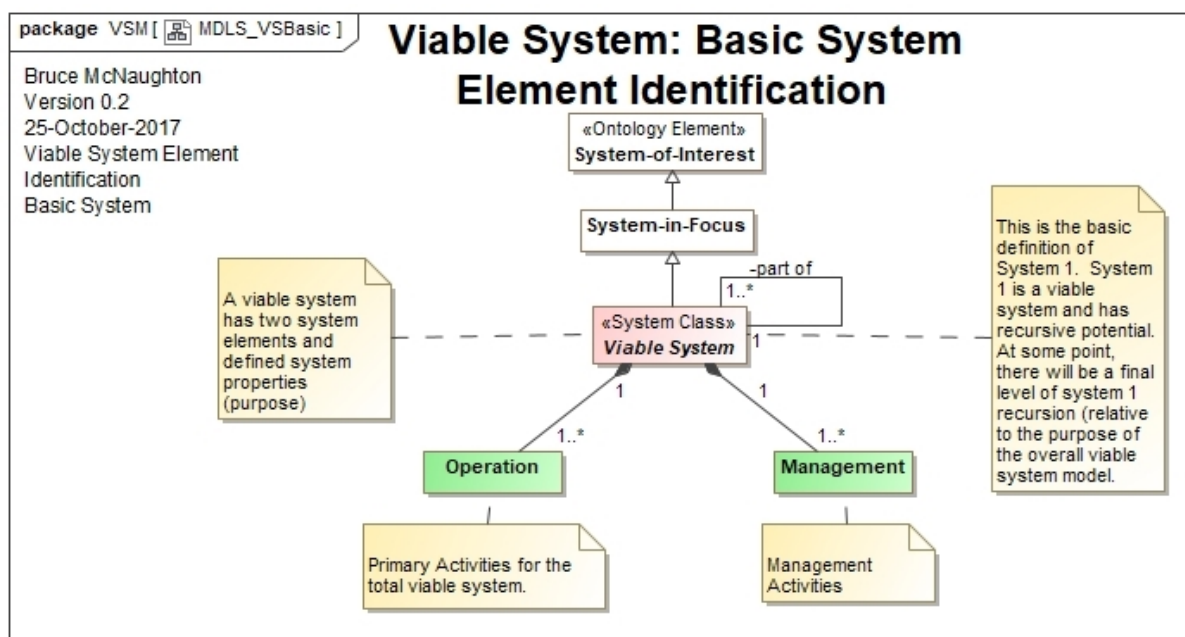 package VSM [ MDLS_VSBasic ]
Viable System: Basic System
Element Identification
Bruce McNaughton
Version 0.2
25-October-2017
Viable System Element
Identification
Basic System
«Ontology Element»
System-of-Interest
System-in-Focus
-part of
1..*
«System Class»
Viable System
1
A viable system
has two system
elements and
defined system
properties
(purpose)
This is the basic
definition of
System 1.  System
1 is a viable
system and has
recursive potential.
At some point,
there will be a final
level of system 1
recursion (relative
to the purpose of
the overall viable
system model.
1
1
1..*
1..*
Operation
Management
Primary Activities for the
total viable system.
Management
Activities